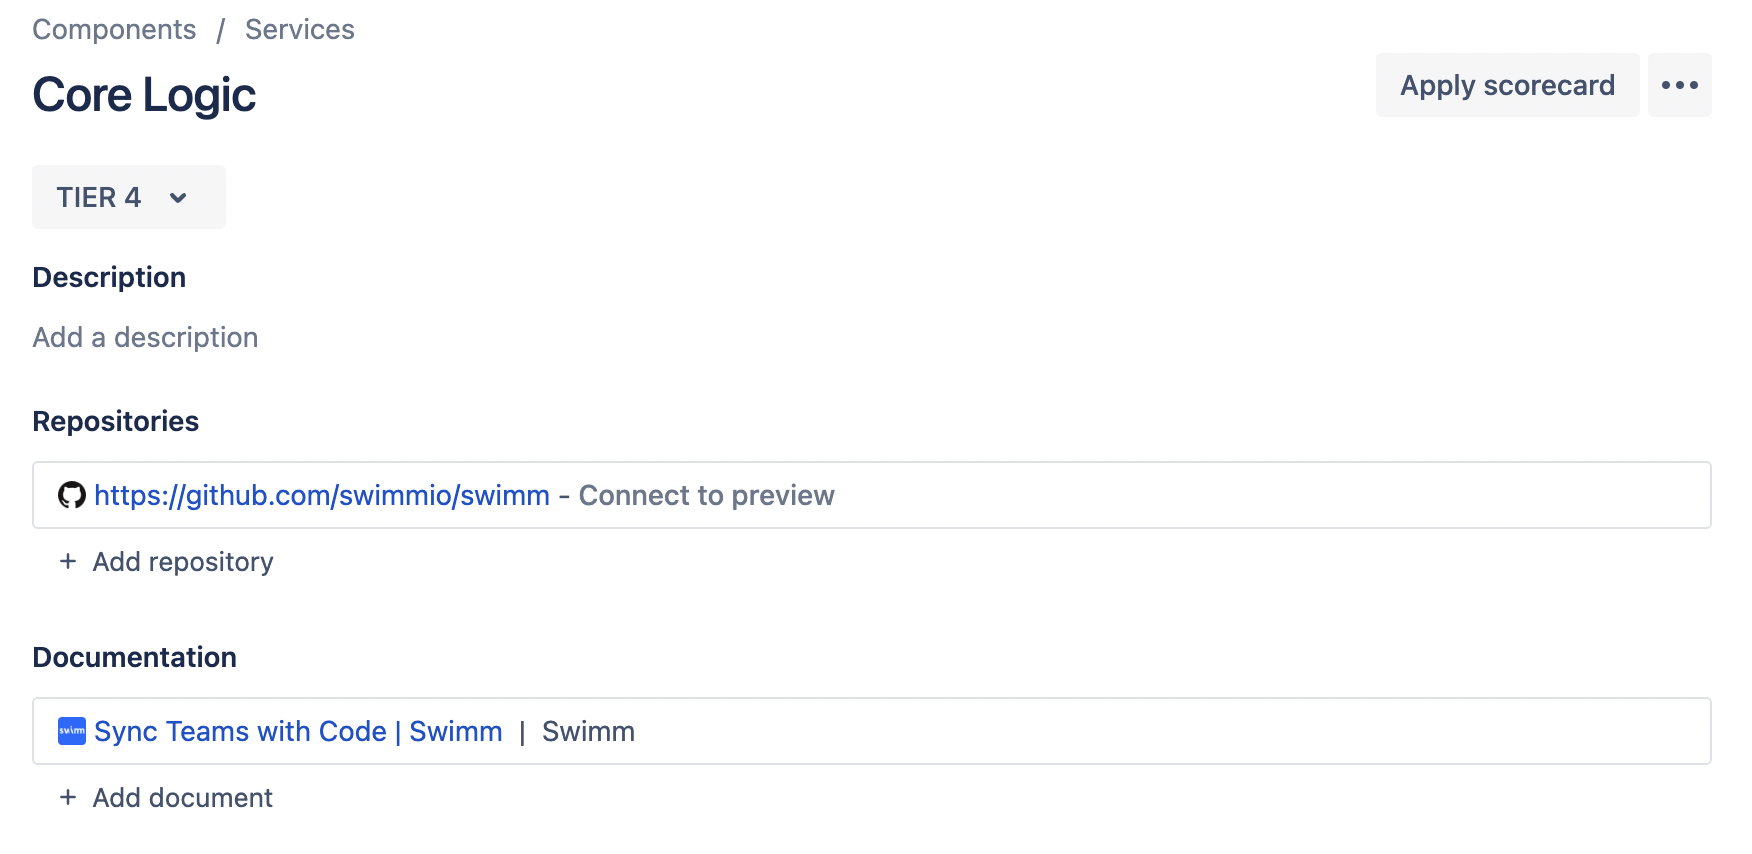 Components / Services
Core Logic
Apply scorecard
TIER 4
Description
Add a description
Repositories
https://github.com/swimmio/swimm - Connect to preview
+ Add repository
Documentation
swimm Sync Teams with Code | Swimm | Swimm
+ Add document